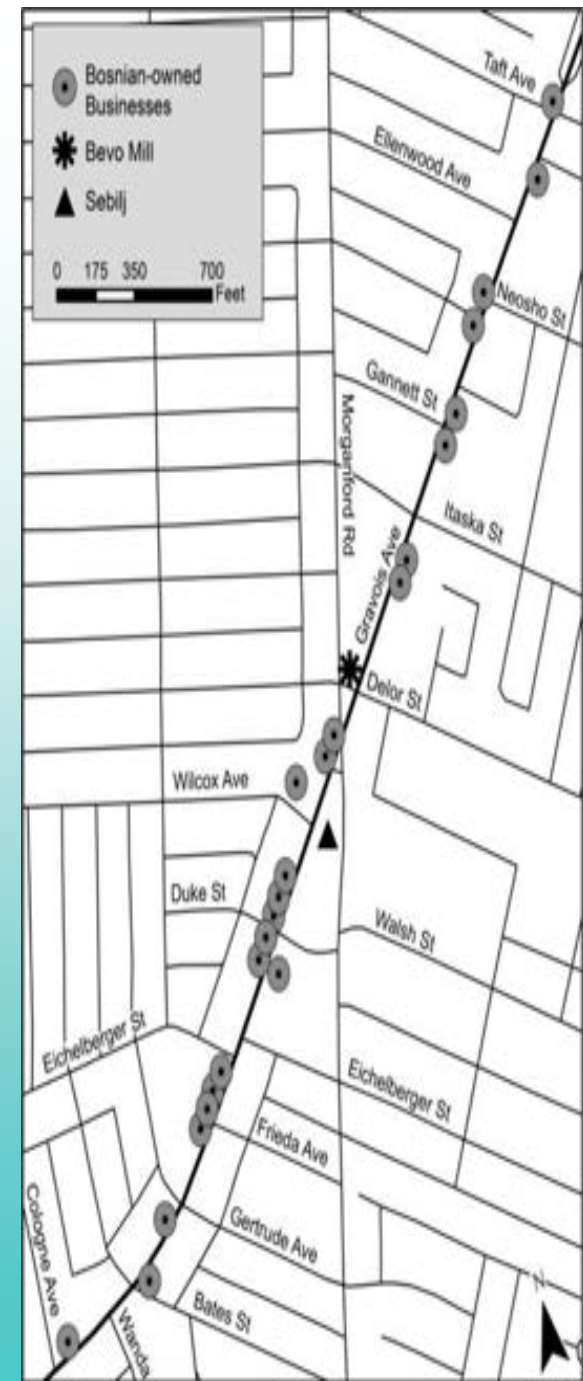 Bosnian-owned
Businesses
Bevo Mill
Sebilj
0 175 350 700
Feet
Taft Ave
Ellenwood Ave
Neosho St
Gannett St
Morganford Rd
Itaska St
Gravois Ave
Delor St
Wilcox Ave
Duke St
Walsh St
Eichelberger St
Eichelberger St
Frieda Ave
Cologne Ave
Gertrude Ave
Bates St
Wanda
N